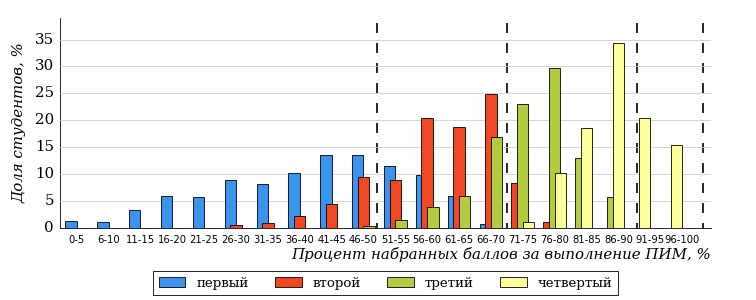 Доля студентов, %
35
30
25
20
15
10
5
0
0-5 6-10 11-15 16-20 21-25 26-30 31-35 36-40 41-45 46-50 51-55 56-60 61-65 66-70 71-75 76-80 81-85 86-90 91-95 96-100
Процент набранных баллов за выполнение ПИМ, %
первый второй третий четвертый